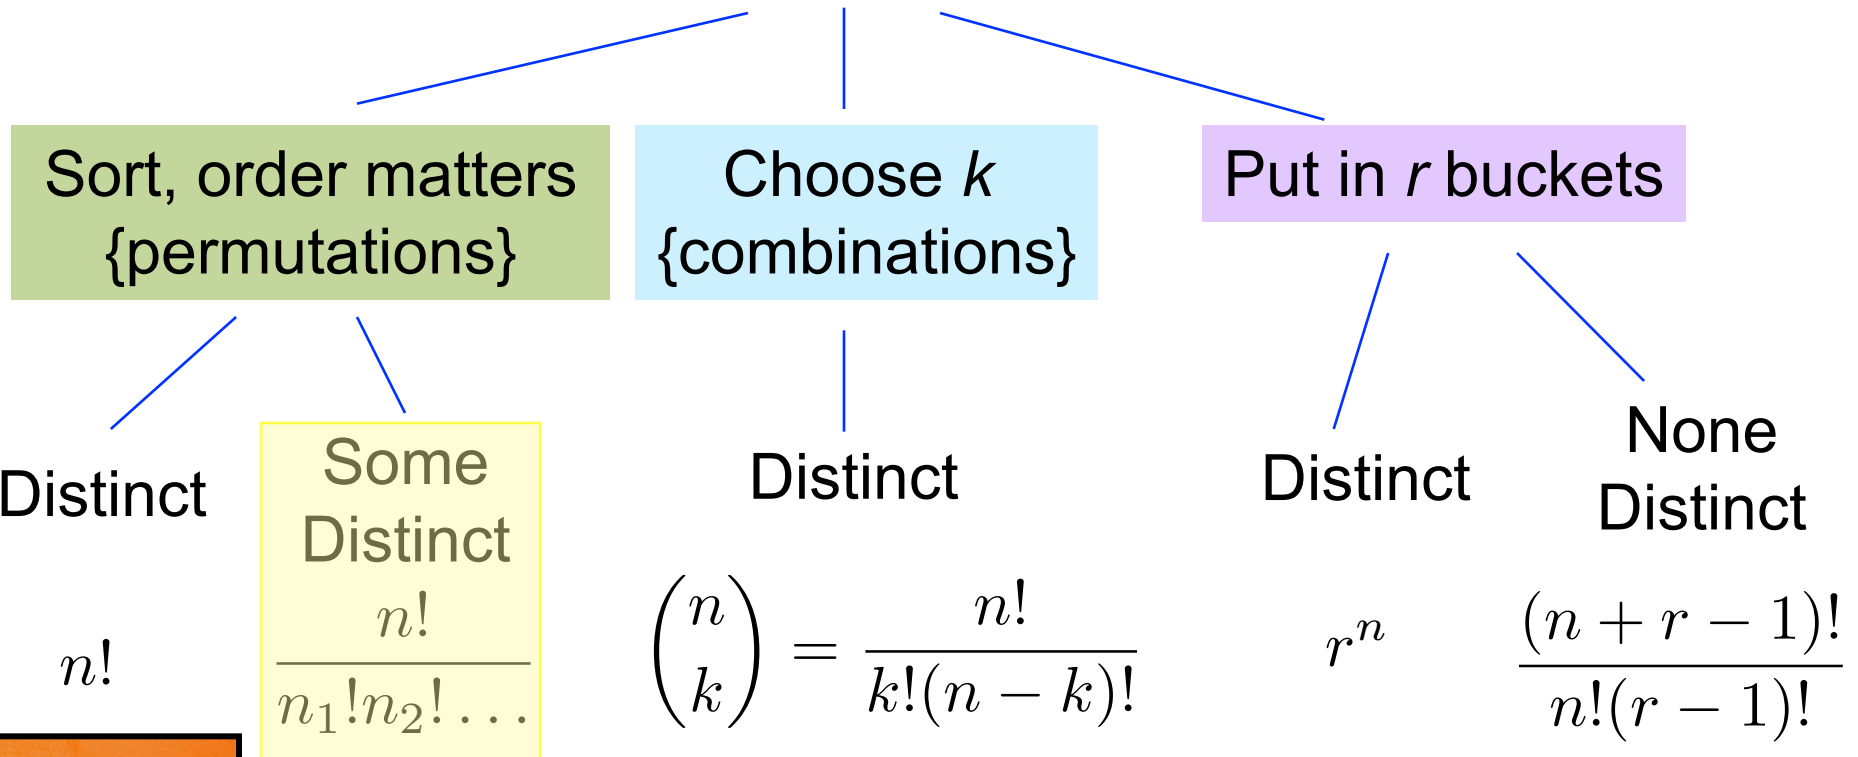 Sort, order matters
{permutations}
Choose k
{combinations}
Put in r buckets
Distinct
Some
Distinct
Distinct
Distinct
None
Distinct
n!
n!/(n₁!n₂!...)
(n k) = n!/(k!(n − k)!)
rⁿ
(n + r − 1)!/(n!(r − 1)!)